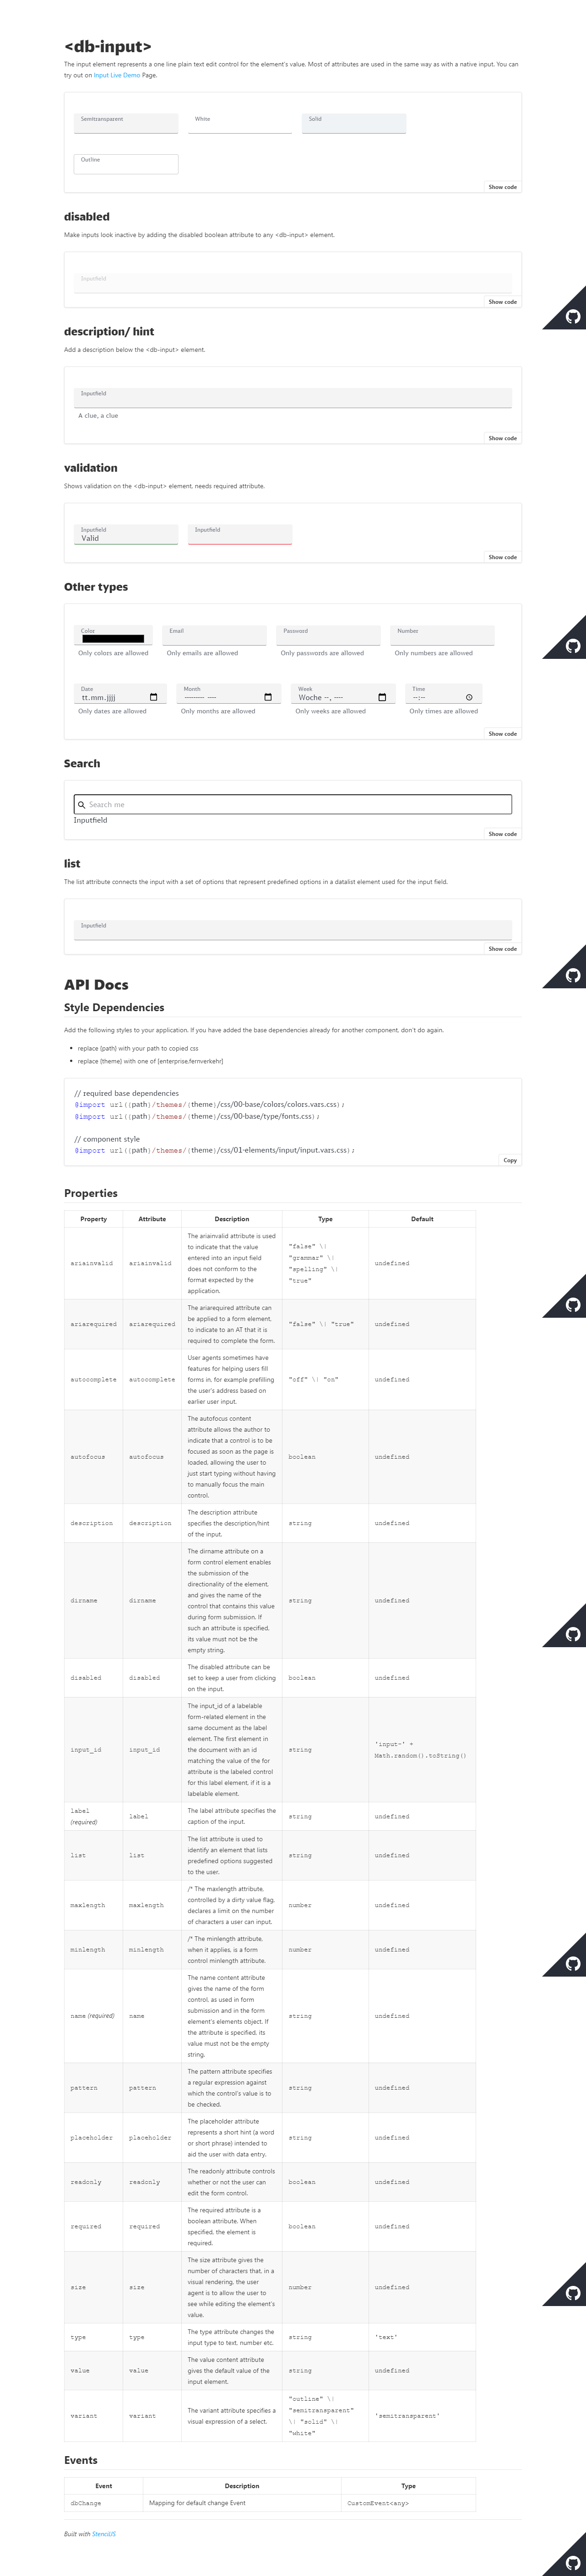 <db-input>
The input element represents a one line plain text edit control for the element's value. Most of attributes are used in the same way as with a native input. You can
try out on Input Live Demo Page.
Semitransparent White Solid
Outline
Show code
disabled
Make inputs look inactive by adding the disabled boolean attribute to any <db-input> element.
Inputfield
Show code
description/ hint
Add a description below the <db-input> element.
Inputfield
A clue, a clue
Show code
validation
Shows validation on the <db-input> element, needs required attribute.
Inputfield Inputfield
Valid
Show code
Other types
Color Email Password Number
Only colors are allowed Only emails are allowed Only passwords are allowed Only numbers are allowed
Date Month Week Time
tt.mm.jjjj -------- ---- Woche --, ---- --:--
Only dates are allowed Only months are allowed Only weeks are allowed Only times are allowed
Show code
Search
Search me
Inputfield
Show code
list
The list attribute connects the input with a set of options that represent predefined options in a datalist element used for the input field.
Inputfield
Show code
API Docs
Style Dependencies
Add the following styles to your application. If you have added the base dependencies already for another component, don't do again.
▪ replace {path} with your path to copied css
▪ replace {theme} with one of [enterprise,fernverkehr]
// required base dependencies
@import url({path}/themes/{theme}/css/00-base/colors/colors.vars.css);
@import url({path}/themes/{theme}/css/00-base/type/fonts.css);
// component style
@import url({path}/themes/{theme}/css/01-elements/input/input.vars.css);
Copy
Properties
Property Attribute Description Type Default
ariainvalid ariainvalid The ariainvalid attribute is used
to indicate that the value
entered into an input field
does not conform to the
format expected by the
application.
"false" \|
"grammar" \|
"spelling" \|
"true"
undefined
ariarequired ariarequired The ariarequired attribute can
be applied to a form element,
to indicate to an AT that it is
required to complete the form.
"false" \| "true" undefined
autocomplete autocomplete User agents sometimes have
features for helping users fill
forms in, for example prefilling
the user's address based on
earlier user input.
"off" \| "on" undefined
autofocus autofocus The autofocus content
attribute allows the author to
indicate that a control is to be
focused as soon as the page is
loaded, allowing the user to
just start typing without having
to manually focus the main
control.
boolean undefined
description description The description attribute
specifies the description/hint
of the input.
string undefined
dirname dirname The dirname attribute on a
form control element enables
the submission of the
directionality of the element,
and gives the name of the
control that contains this value
during form submission. If
such an attribute is specified,
its value must not be the
empty string.
string undefined
disabled disabled The disabled attribute can be
set to keep a user from clicking
on the input.
boolean undefined
input_id input_id The input_id of a labelable
form-related element in the
same document as the label
element. The first element in
the document with an id
matching the value of the for
attribute is the labeled control
for this label element, if it is a
labelable element.
string 'input-' +
Math.random().toString()
label
(required)
label The label attribute specifies the
caption of the input.
string undefined
list list The list attribute is used to
identify an element that lists
predefined options suggested
to the user.
string undefined
maxlength maxlength /* The maxlength attribute,
controlled by a dirty value flag,
declares a limit on the number
of characters a user can input.
number undefined
minlength minlength /* The minlength attribute,
when it applies, is a form
control minlength attribute.
number undefined
name (required) name The name content attribute
gives the name of the form
control, as used in form
submission and in the form
element's elements object. If
the attribute is specified, its
value must not be the empty
string.
string undefined
pattern pattern The pattern attribute specifies
a regular expression against
which the control's value is to
be checked.
string undefined
placeholder placeholder The placeholder attribute
represents a short hint (a word
or short phrase) intended to
aid the user with data entry.
string undefined
readonly readonly The readonly attribute controls
whether or not the user can
edit the form control.
boolean undefined
required required The required attribute is a
boolean attribute. When
specified, the element is
required.
boolean undefined
size size The size attribute gives the
number of characters that, in a
visual rendering, the user
agent is to allow the user to
see while editing the element's
value.
number undefined
type type The type attribute changes the
input type to text, number etc.
string 'text'
value value The value content attribute
gives the default value of the
input element.
string undefined
variant variant The variant attribute specifies a
visual expression of a select.
"outline" \|
"semitransparent"
\| "solid" \|
"white"
'semitransparent'
Events
Event Description Type
dbChange Mapping for default change Event CustomEvent<any>
Built with StencilJS